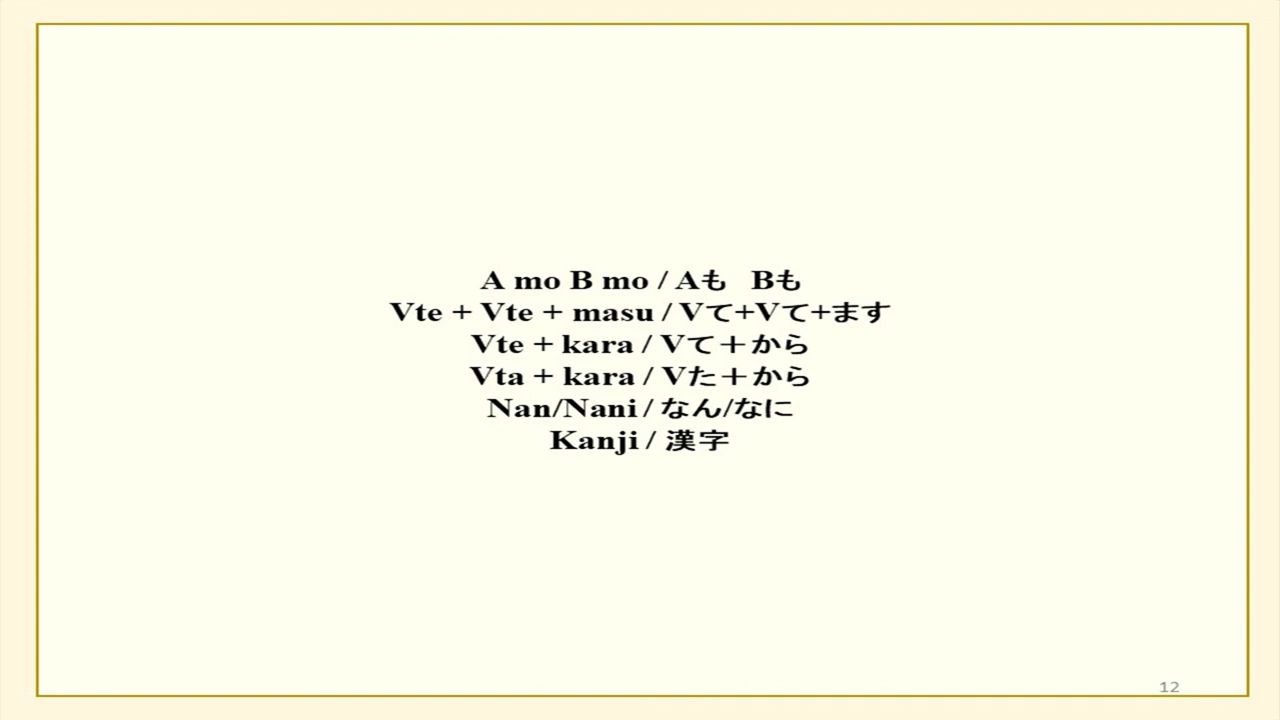 A mo B mo / Aも Bも
Vte + Vte + masu / Vて+Vて+ます
Vte + kara / Vて＋から
Vta + kara / Vた＋から
Nan/Nani / なん/なに
Kanji / 漢字
12